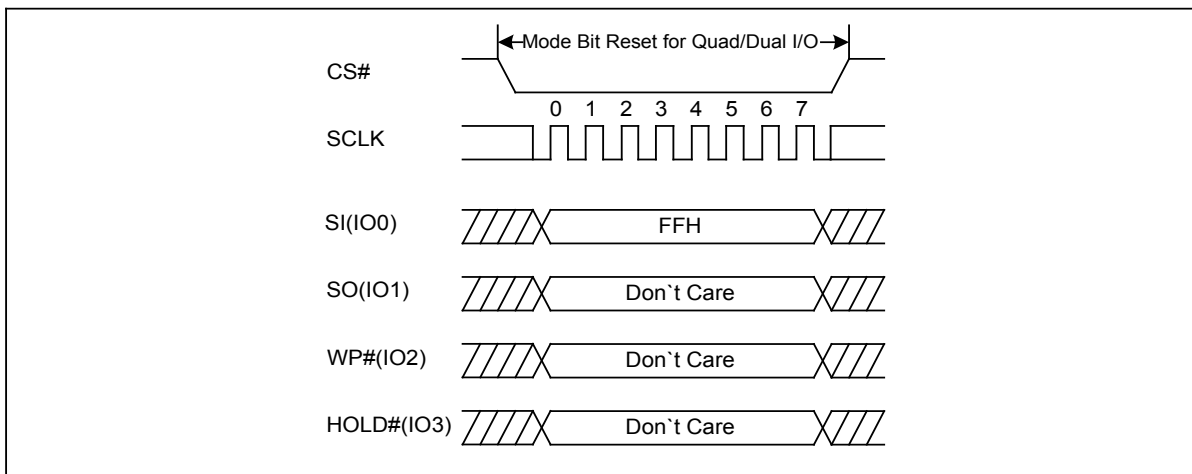 Mode Bit Reset for Quad/Dual I/O
CS#
0 1 2 3 4 5 6 7
SCLK
SI(IO0) FFH
SO(IO1) Don`t Care
WP#(IO2) Don`t Care
HOLD#(IO3) Don`t Care